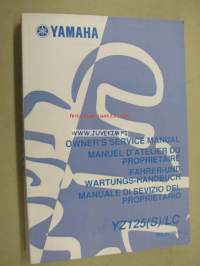 YAMAHA
WWW.JUVEKIIM.FI
OWNER'S SERVICE MANUAL
MANUEL D'ATELIER DU
PROPRIETAIRE
FAHRER-UND
WARTUNGS-HANDBUCH
MANUALE DI SEVIZIO DEL
PROPRIETARIO
YZ125(S)/LC